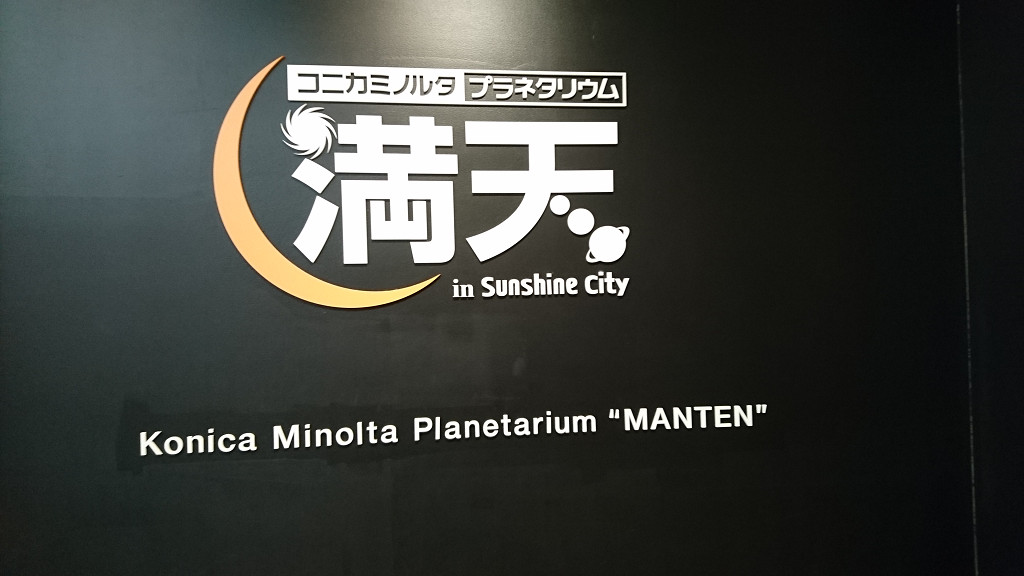 コニカミノルタ プラネタリウム
満天
in Sunshine City
Konica Minolta Planetarium “MANTEN”